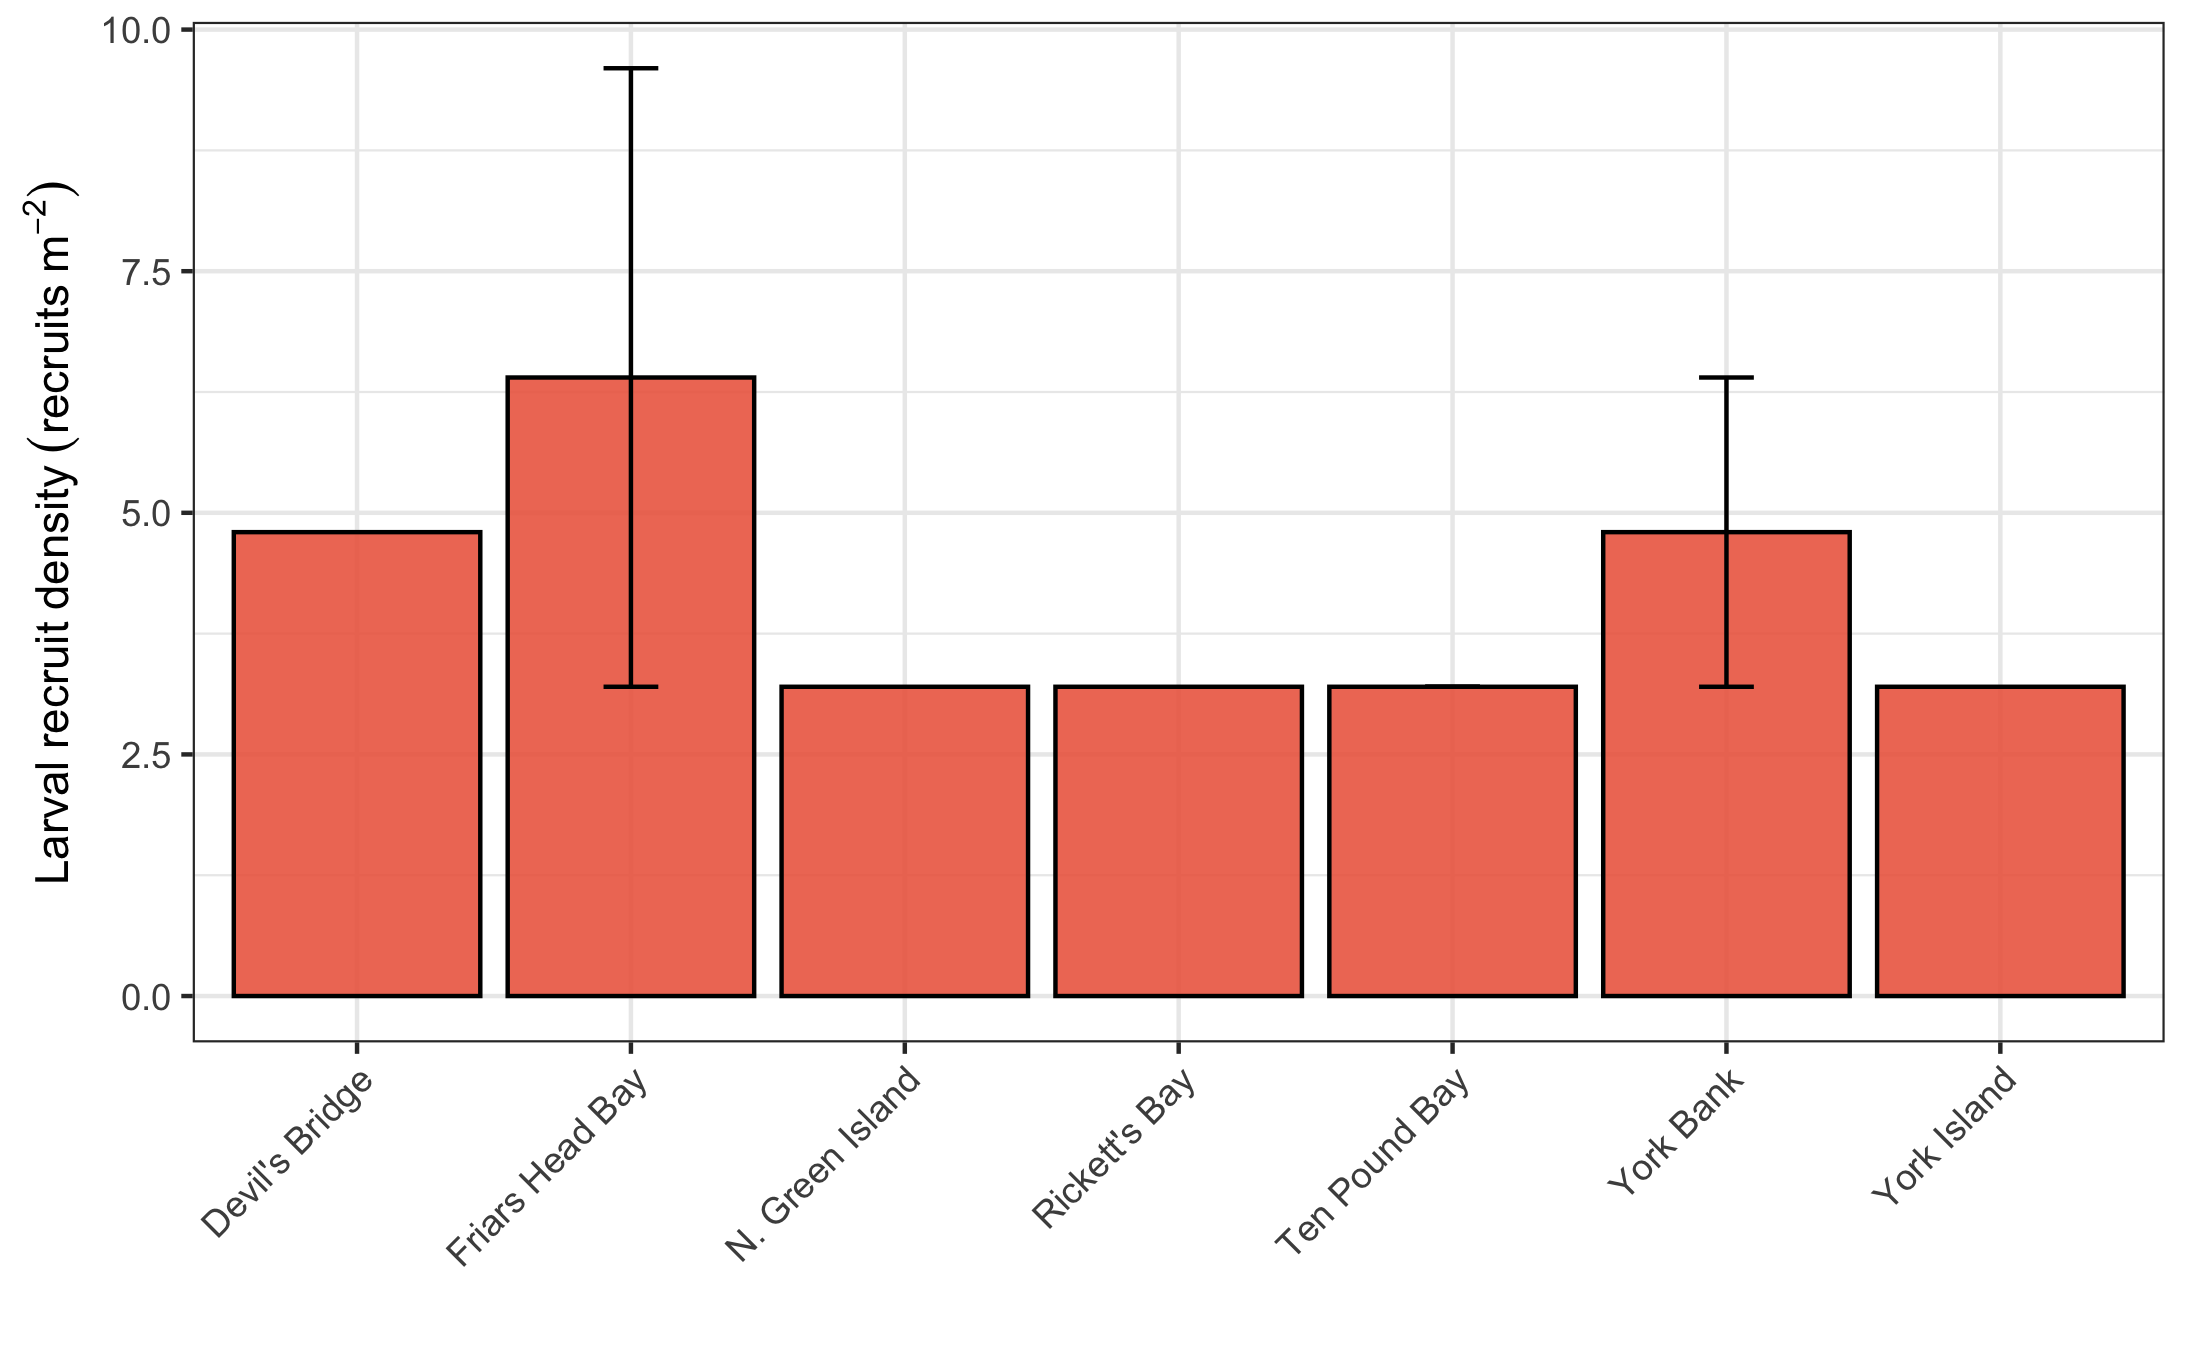 Larval recruit density (recruits m⁻²)
10.0
7.5
5.0
2.5
0.0
Devil's Bridge
Friars Head Bay
N. Green Island
Rickett's Bay
Ten Pound Bay
York Bank
York Island